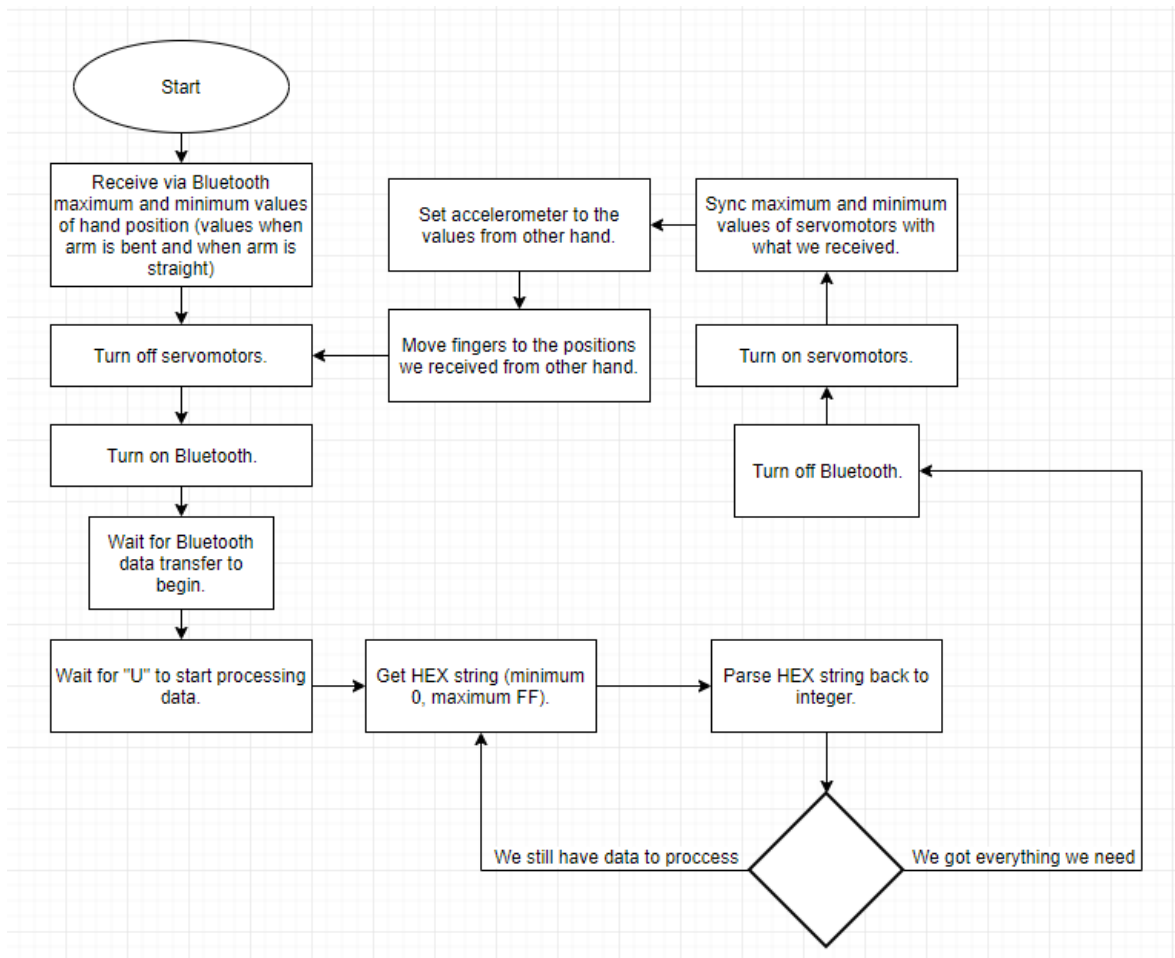 Start
Receive via Bluetooth
maximum and minimum values
of hand position (values when
arm is bent and when arm is
straight)
Turn off servomotors.
Turn on Bluetooth.
Wait for Bluetooth
data transfer to
begin.
Wait for "U" to start processing
data.
Get HEX string (minimum
0, maximum FF).
Parse HEX string back to
integer.
We still have data to proccess
We got everything we need
Turn off Bluetooth.
Turn on servomotors.
Sync maximum and minimum
values of servomotors with
what we received.
Set accelerometer to the
values from other hand.
Move fingers to the positions
we received from other hand.